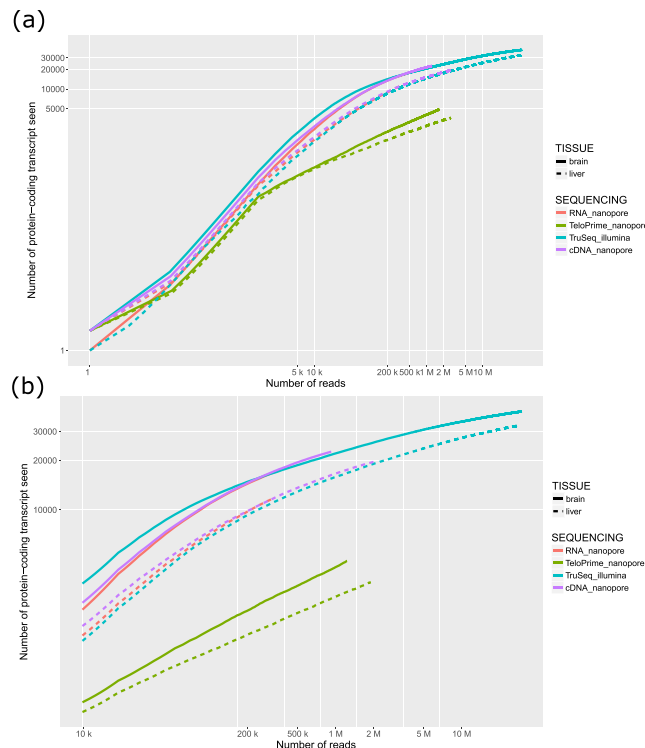 (a)
30000
20000
10000
5000
1
Number of protein−coding transcript seen
1
5 k 10 k
200 k 500 k 1 M 2 M
5 M 10 M
Number of reads
TISSUE
brain
liver
SEQUENCING
RNA_nanopore
TeloPrime_nanopor
TruSeq_illumina
cDNA_nanopore
(b)
30000
20000
10000
Number of protein−coding transcript seen
10 k
200 k
500 k
1 M
2 M
5 M
10 M
Number of reads
TISSUE
brain
liver
SEQUENCING
RNA_nanopore
TeloPrime_nanopore
TruSeq_illumina
cDNA_nanopore